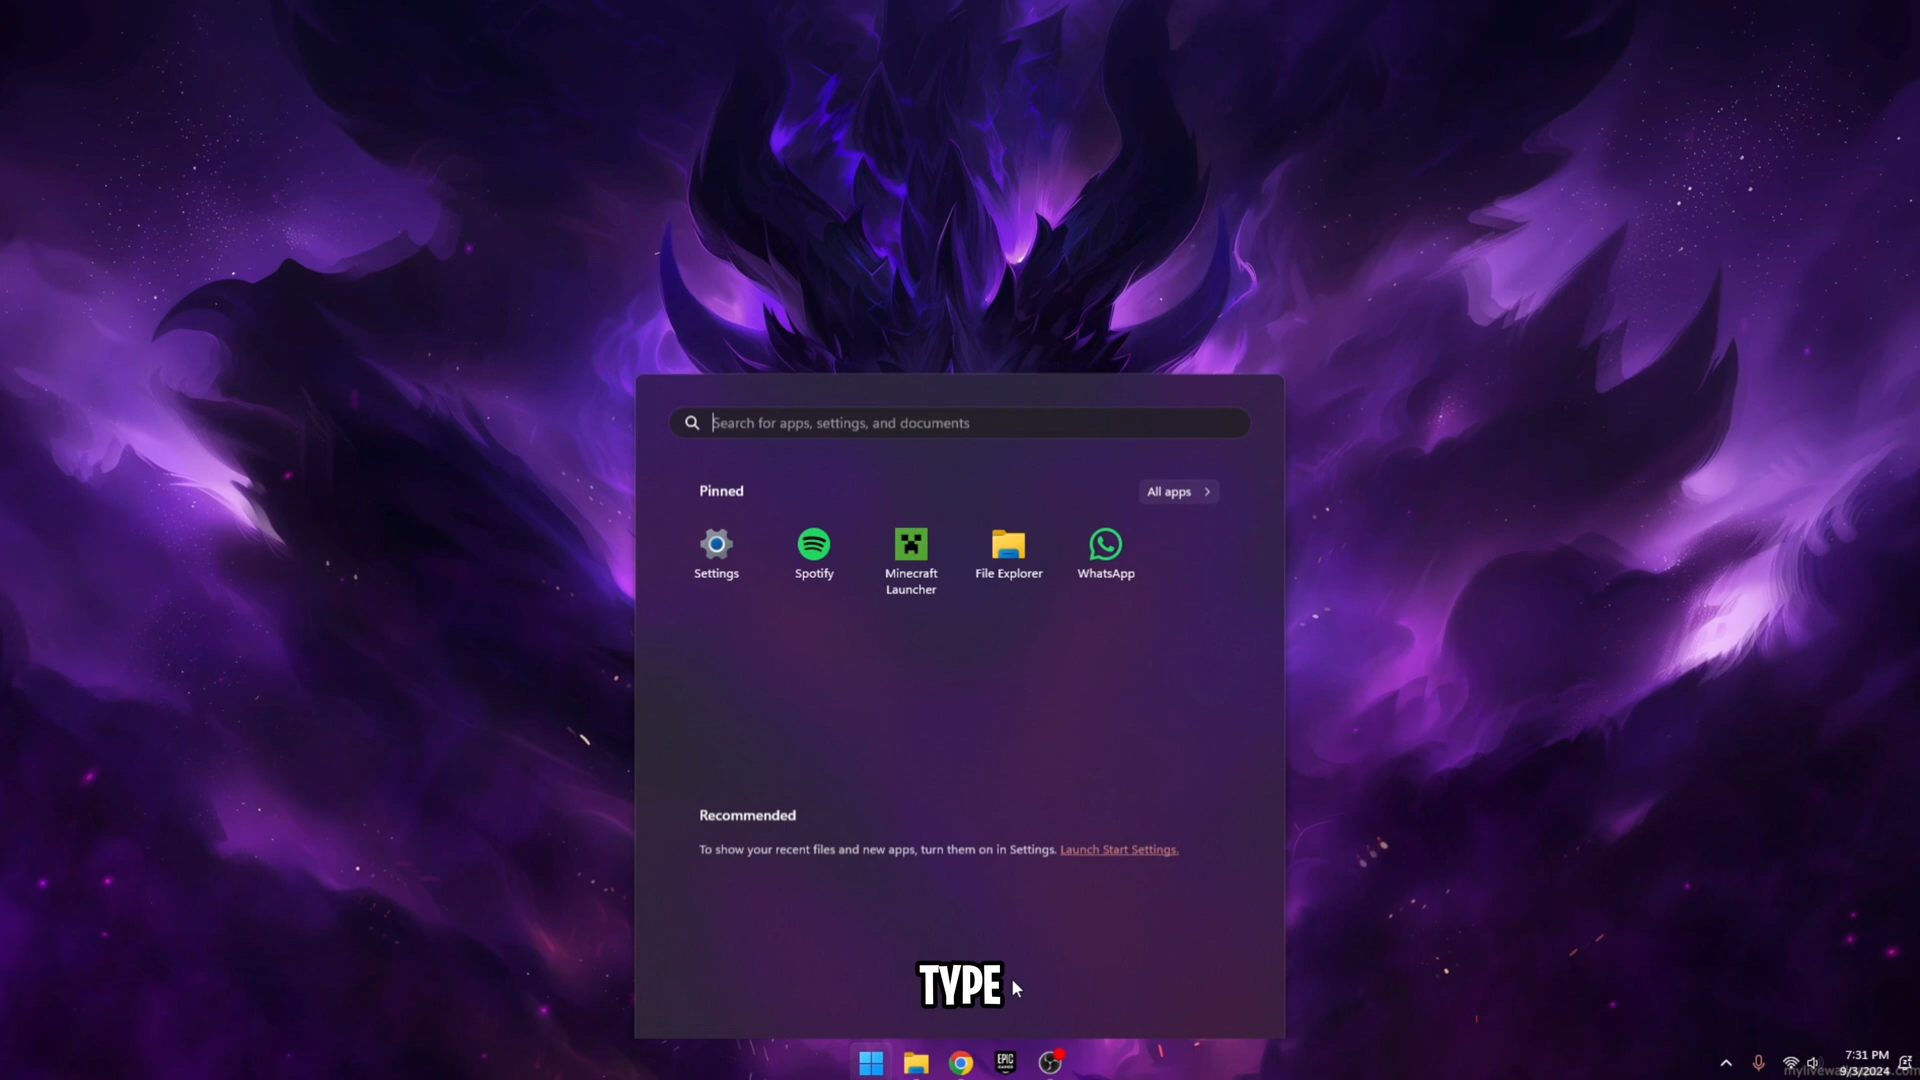 Search for apps, settings, and documents
Pinned
All apps
Settings
Spotify
Minecraft
Launcher
File Explorer
WhatsApp
Recommended
To show your recent files and new apps, turn them on in Settings. Launch Start Settings.
TYPE
EPIC
GAMES
7:31 PM
9/3/2024